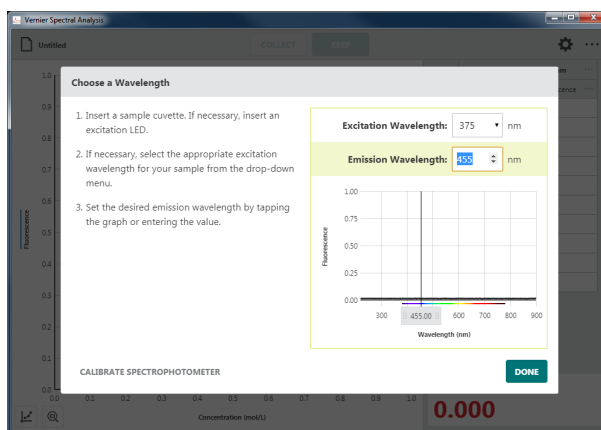 Vernier Spectral Analysis
Untitled
COLLECT
KEEP
Choose a Wavelength
1. Insert a sample cuvette. If necessary, insert an
excitation LED.
2. If necessary, select the appropriate excitation
wavelength for your sample from the drop-down
menu.
3. Set the desired emission wavelength by tapping
the graph or entering the value.
Excitation Wavelength: 375 nm
Emission Wavelength: 455 nm
1.00
0.75
0.50
0.25
0.00
Fluorescence
300 455.00 600 700 800 900
Wavelength (nm)
CALIBRATE SPECTROPHOTOMETER
DONE
1.0
0.9
0.8
0.7
0.6
0.5
0.4
0.3
0.2
0.1
0.0
Fluorescence
0.0 0.1 0.2 0.3 0.4 0.5 0.6 0.7 0.8 0.9 1.0
Concentration (mol/L)
0.000